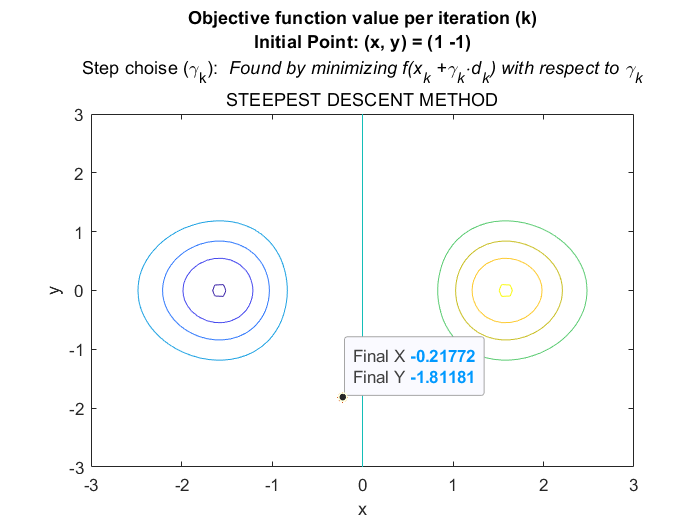 Objective function value per iteration (k)
Initial Point: (x, y) = (1 -1)
Step choise (γk): Found by minimizing f(xk +γk·dk) with respect to γk
STEEPEST DESCENT METHOD
3
2
1
0
-1
-2
-3
y
Final X -0.21772
Final Y -1.81181
-3 -2 -1 0 1 2 3
x